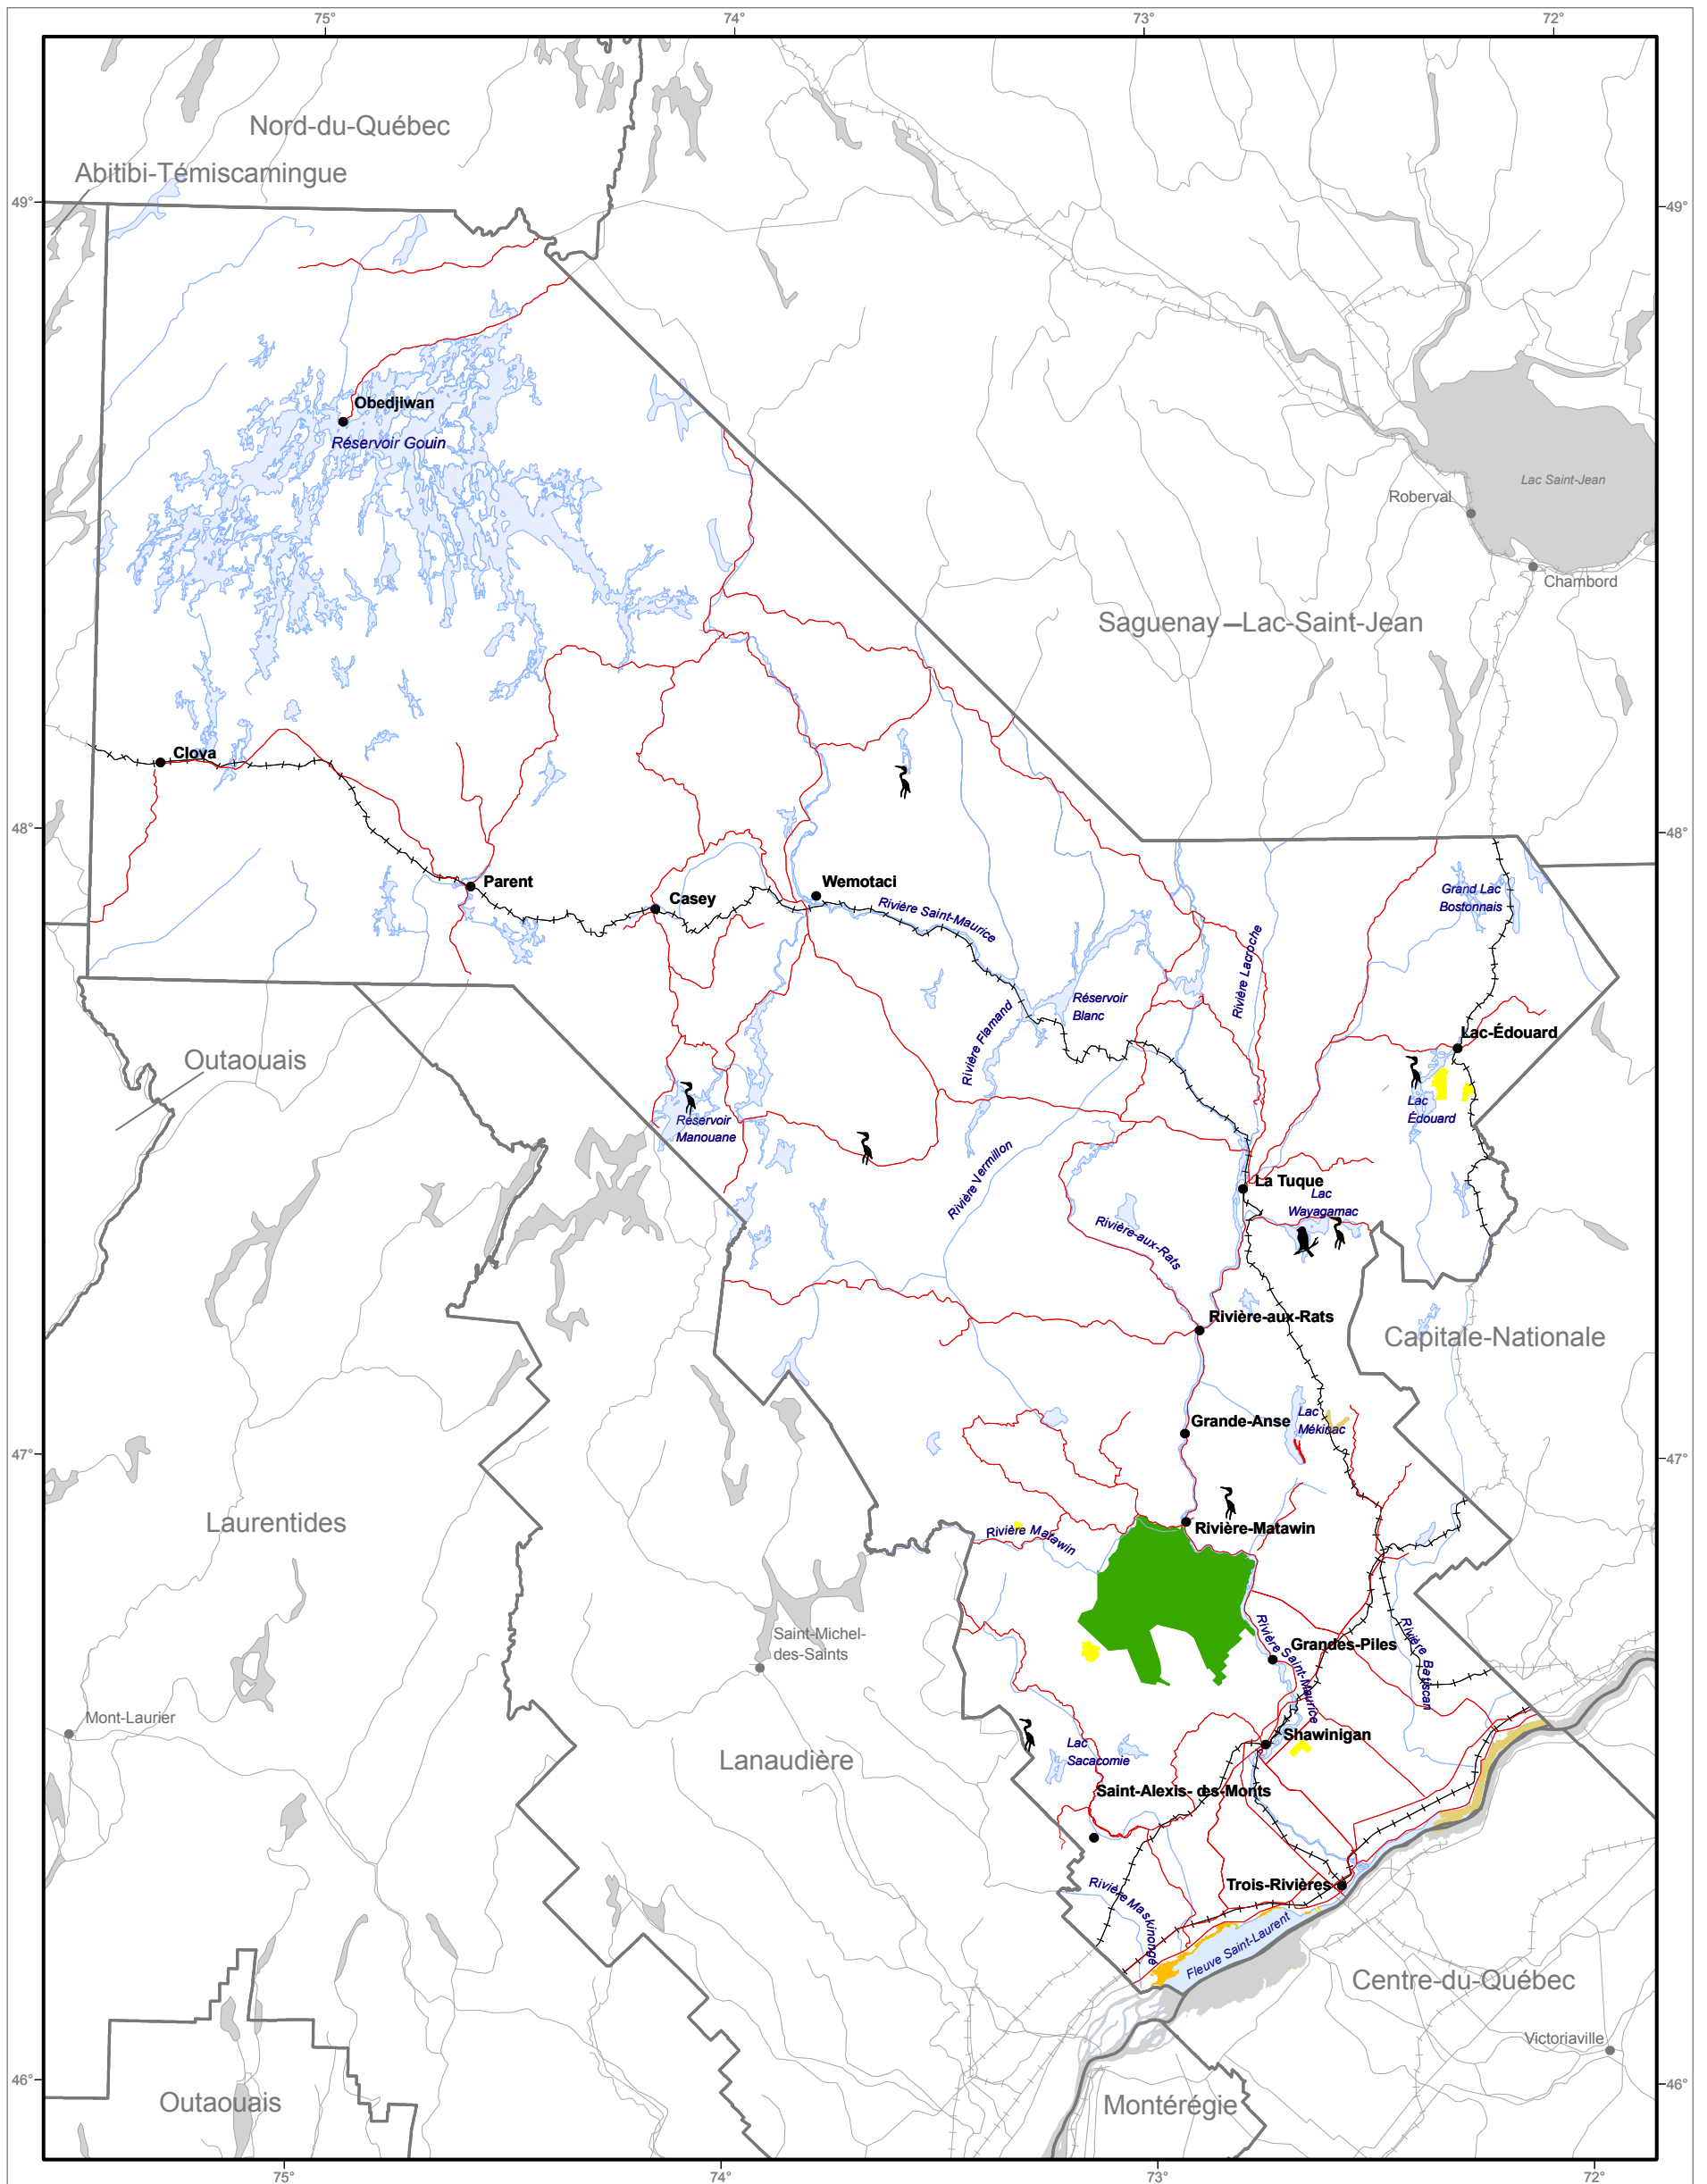 75°
74°
73°
72°
Nord-du-Québec
Abitibi-Témiscamingue
49°
49°
Obedjiwan
Réservoir Gouin
Lac Saint-Jean
Roberval
Chambord
Saguenay–Lac-Saint-Jean
Clova
48°
48°
Parent
Casey
Wemotaci
Rivière Saint-Maurice
Grand Lac
Bostonnais
Rivière Lacroche
Réservoir
Blanc
Rivière Flamand
Lac-Édouard
Outaouais
Lac
Édouard
Réservoir
Manouane
Rivière Vermillon
La Tuque
Lac
Wayagamac
Rivière-aux-Rats
Rivière-aux-Rats
Capitale-Nationale
Grande-Anse
Lac
Mékinac
47°
47°
Laurentides
Rivière Matawin
Rivière-Matawin
Saint-Michel-
des-Saints
Grandes-Piles
Rivière Saint-Maurice
Rivière Batiscan
Mont-Laurier
Lanaudière
Shawinigan
Lac
Sacacomie
Saint-Alexis- des-Monts
Trois-Rivières
Rivière Maskinongé
Fleuve Saint-Laurent
Centre-du-Québec
Victoriaville
46°
46°
Outaouais
Montérégie
75°
74°
73°
72°